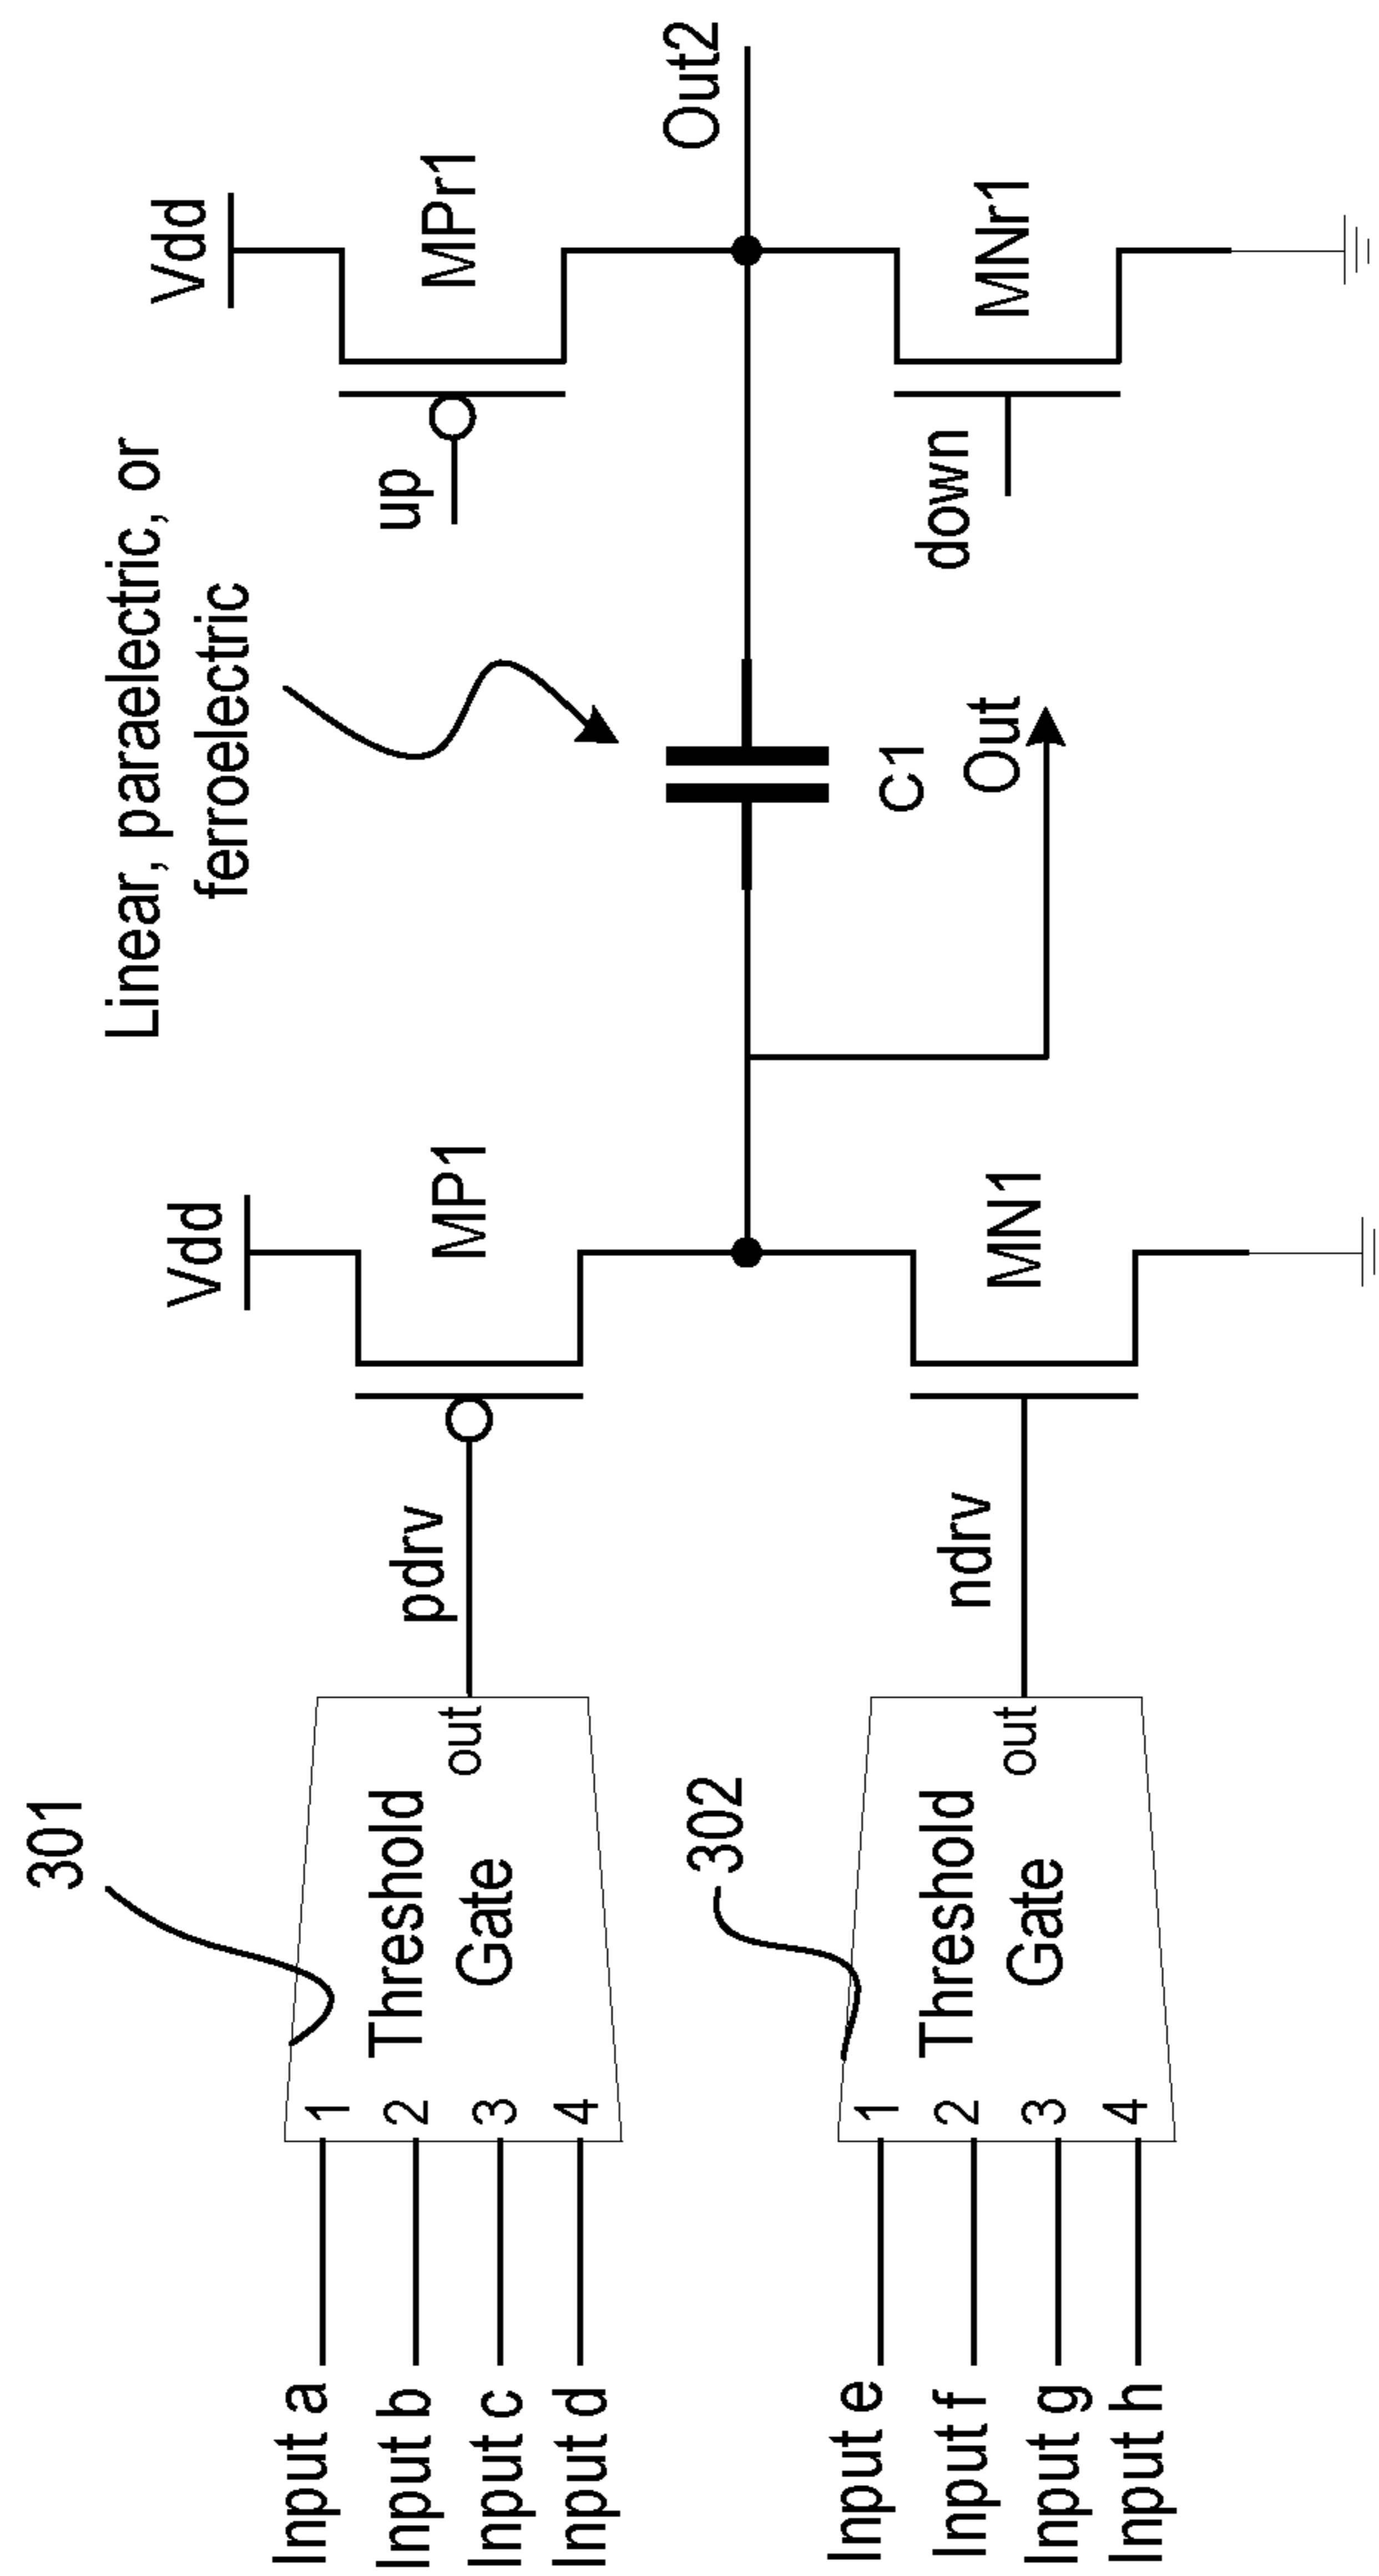 301
Input a
Input b
Input c
Input d
1
2
3
4
Threshold
Gate
out
pdrv
Vdd
MP1
302
Input e
Input f
Input g
Input h
1
2
3
4
Threshold
Gate
out
ndrv
MN1
Linear, paraelectric, or
ferroelectric
C1
Out
up
Vdd
MPr1
Out2
down
MNr1